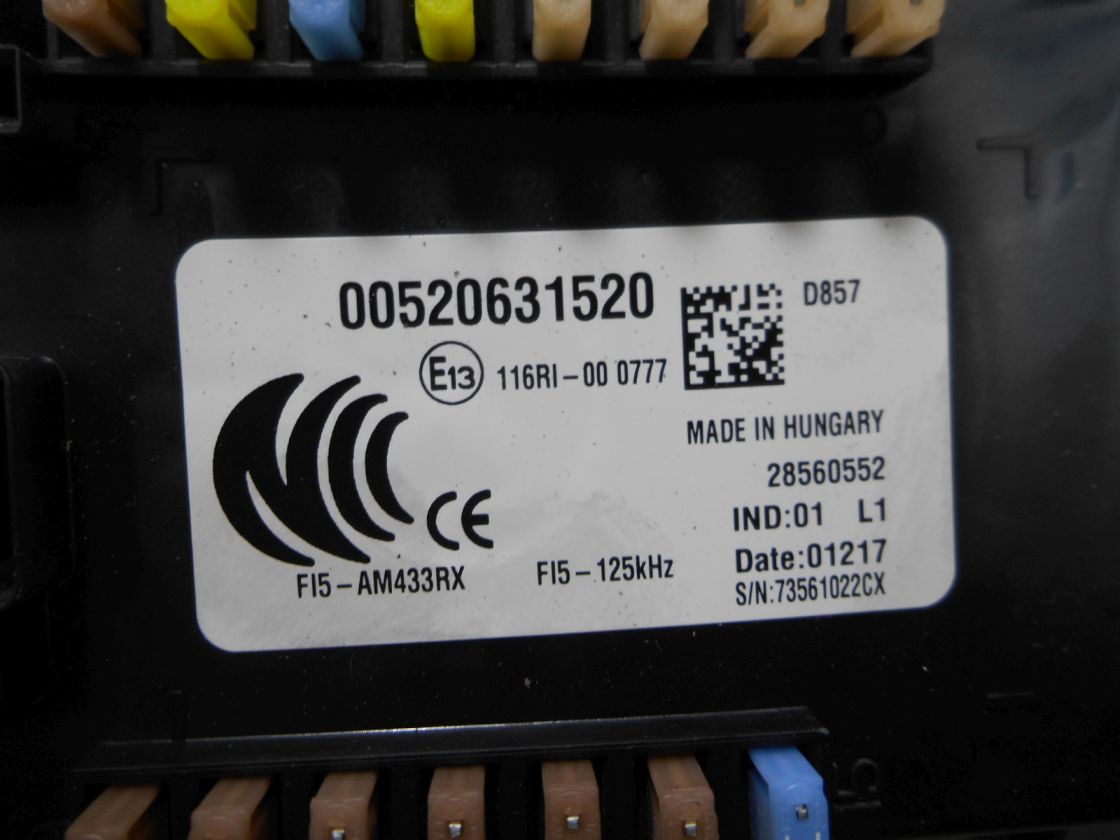 00520631520
D857
E13 116RI-00 0777
MADE IN HUNGARY
28560552
IND:01 L1
CE
Date:01217
FI5-AM433RX FI5-125kHz
S/N:73561022CX